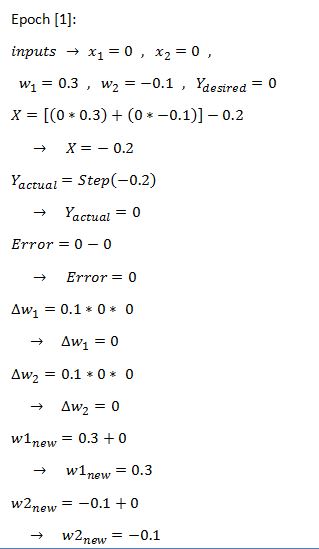 Epoch [1]:
inputs → x₁ = 0 , x₂ = 0 ,
w₁ = 0.3 , w₂ = −0.1 , Y_desired = 0
X = [(0 * 0.3) + (0 * −0.1)] − 0.2
→ X = − 0.2
Y_actual = Step(−0.2)
→ Y_actual = 0
Error = 0 − 0
→ Error = 0
Δw₁ = 0.1 * 0 * 0
→ Δw₁ = 0
Δw₂ = 0.1 * 0 * 0
→ Δw₂ = 0
w1_new = 0.3 + 0
→ w1_new = 0.3
w2_new = −0.1 + 0
→ w2_new = −0.1